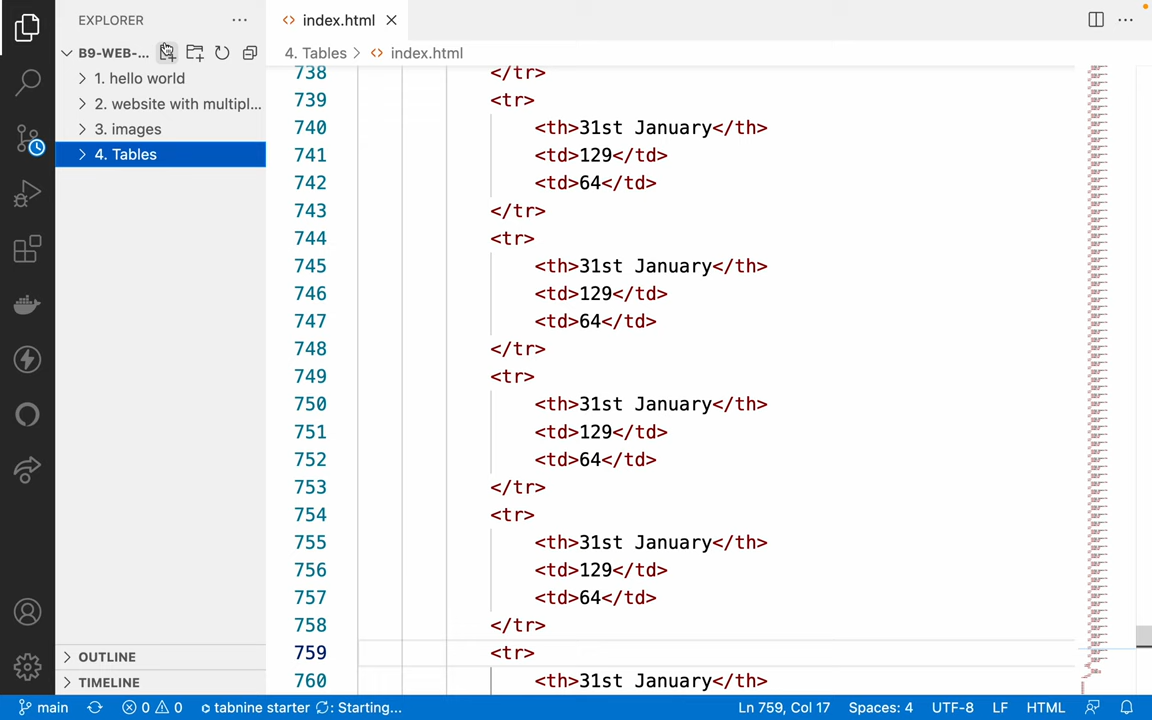 EXPLORER
index.html
B9-WEB-...
4. Tables
index.html
1. hello world
2. website with multipl...
3. images
4. Tables
738 </tr>
739 <tr>
740 <th>31st January</th>
741 <td>129</td>
742 <td>64</td>
743 </tr>
744 <tr>
745 <th>31st January</th>
746 <td>129</td>
747 <td>64</td>
748 </tr>
749 <tr>
750 <th>31st January</th>
751 <td>129</td>
752 <td>64</td>
753 </tr>
754 <tr>
755 <th>31st January</th>
756 <td>129</td>
757 <td>64</td>
758 </tr>
759 <tr>
760 <th>31st January</th>
OUTLINE
TIMELINE
main 0 0 tabnine starter : Starting... Ln 759, Col 17 Spaces: 4 UTF-8 LF HTML